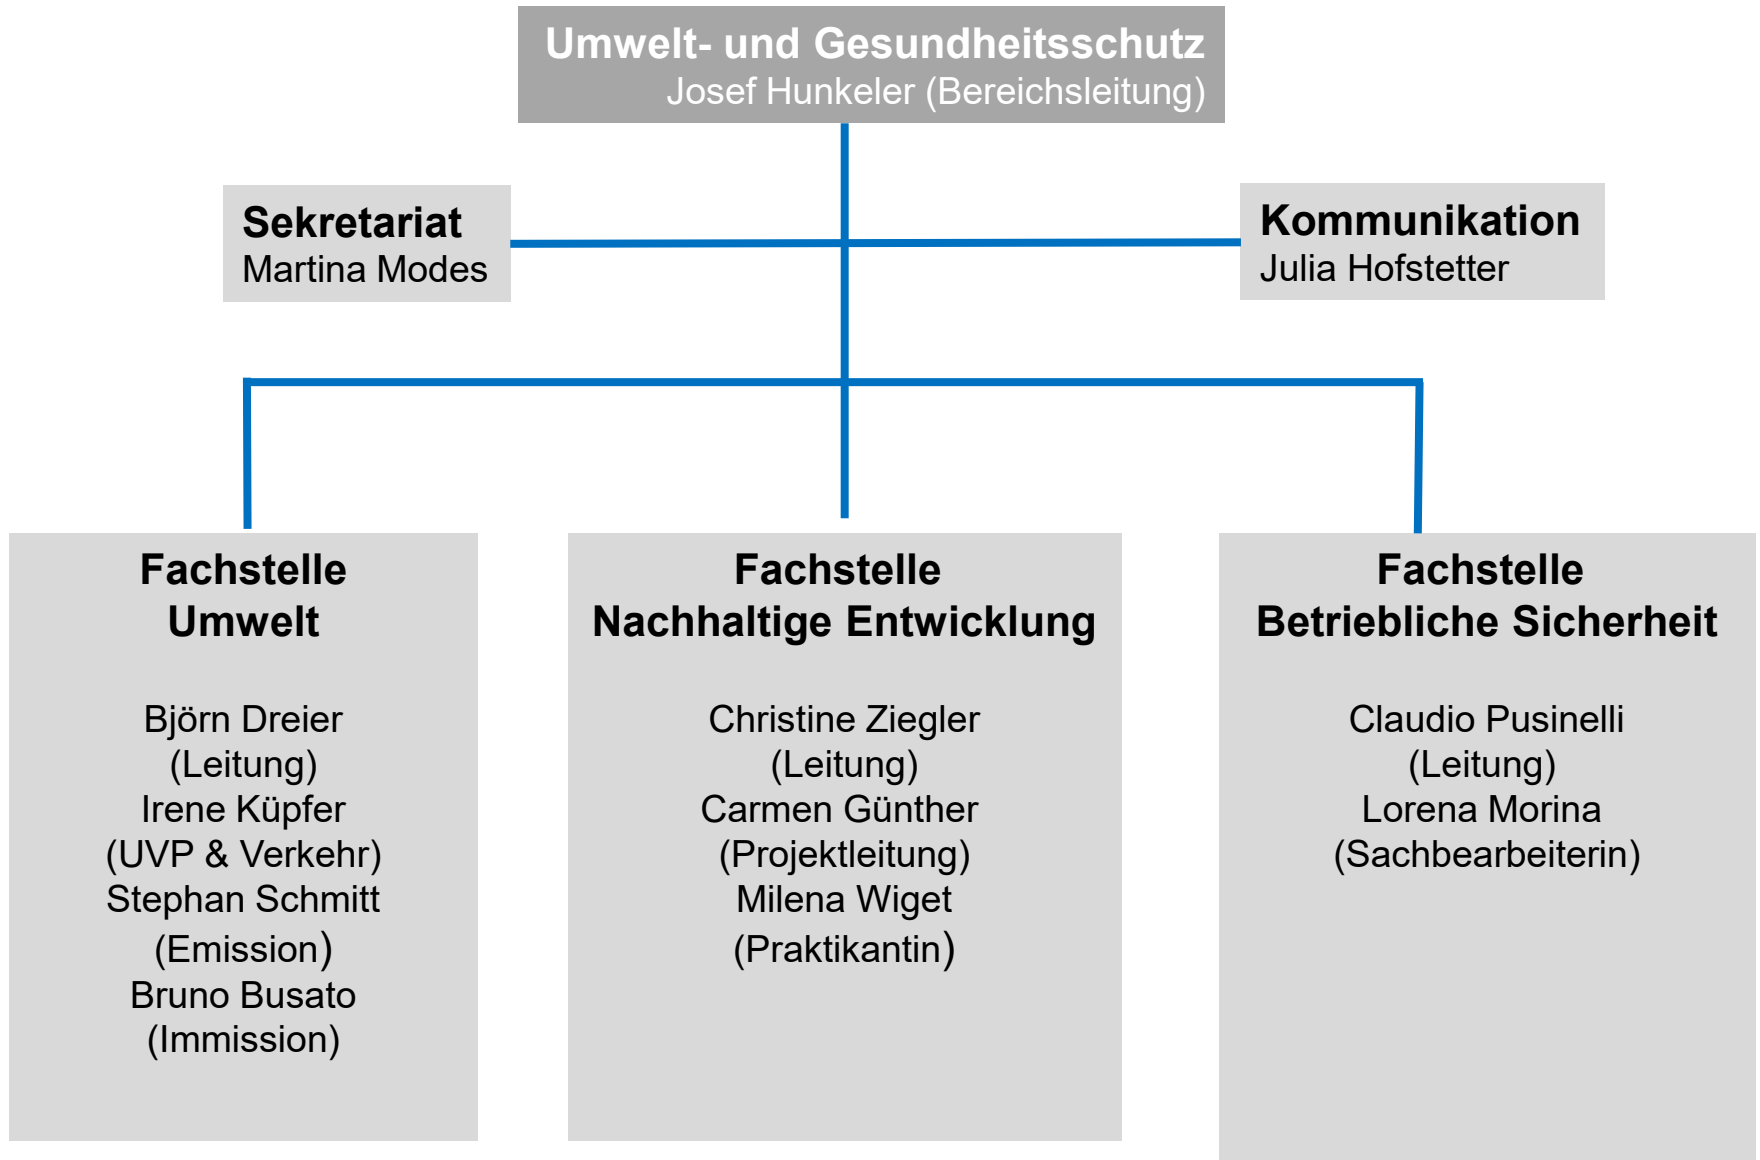 Umwelt- und Gesundheitsschutz
Josef Hunkeler (Bereichsleitung)
Sekretariat
Martina Modes
Kommunikation
Julia Hofstetter
Fachstelle
Umwelt
Björn Dreier
(Leitung)
Irene Küpfer
(UVP & Verkehr)
Stephan Schmitt
(Emission)
Bruno Busato
(Immission)
Fachstelle
Nachhaltige Entwicklung
Christine Ziegler
(Leitung)
Carmen Günther
(Projektleitung)
Milena Wiget
(Praktikantin)
Fachstelle
Betriebliche Sicherheit
Claudio Pusinelli
(Leitung)
Lorena Morina
(Sachbearbeiterin)